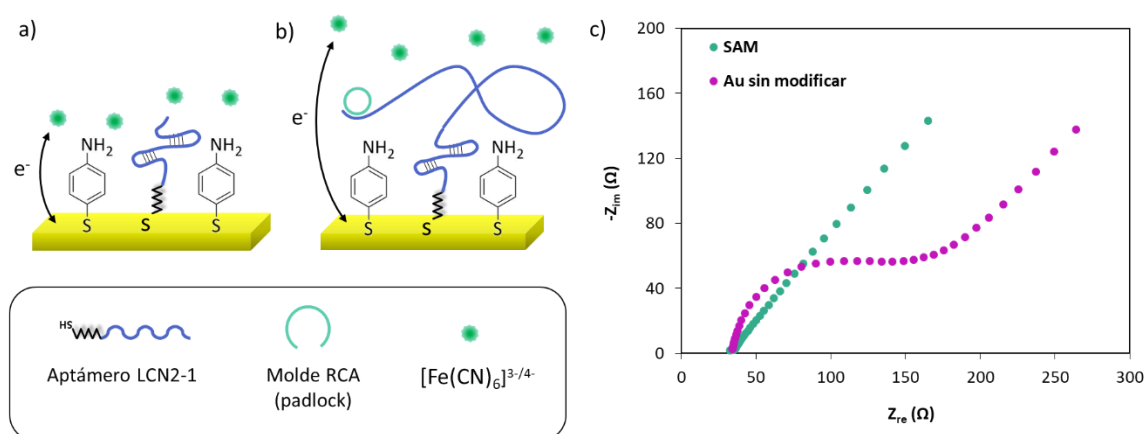 a)
NH2
NH2
e-
S
S
S
b)
e-
NH2
NH2
S
S
S
HS
Aptámero LCN2-1
Molde RCA
(padlock)
[Fe(CN)6]3-/4-
c)
SAM
Au sin modificar
-Zim (Ω)
200
160
120
80
40
0
0
50
100
150
200
250
300
Zre (Ω)